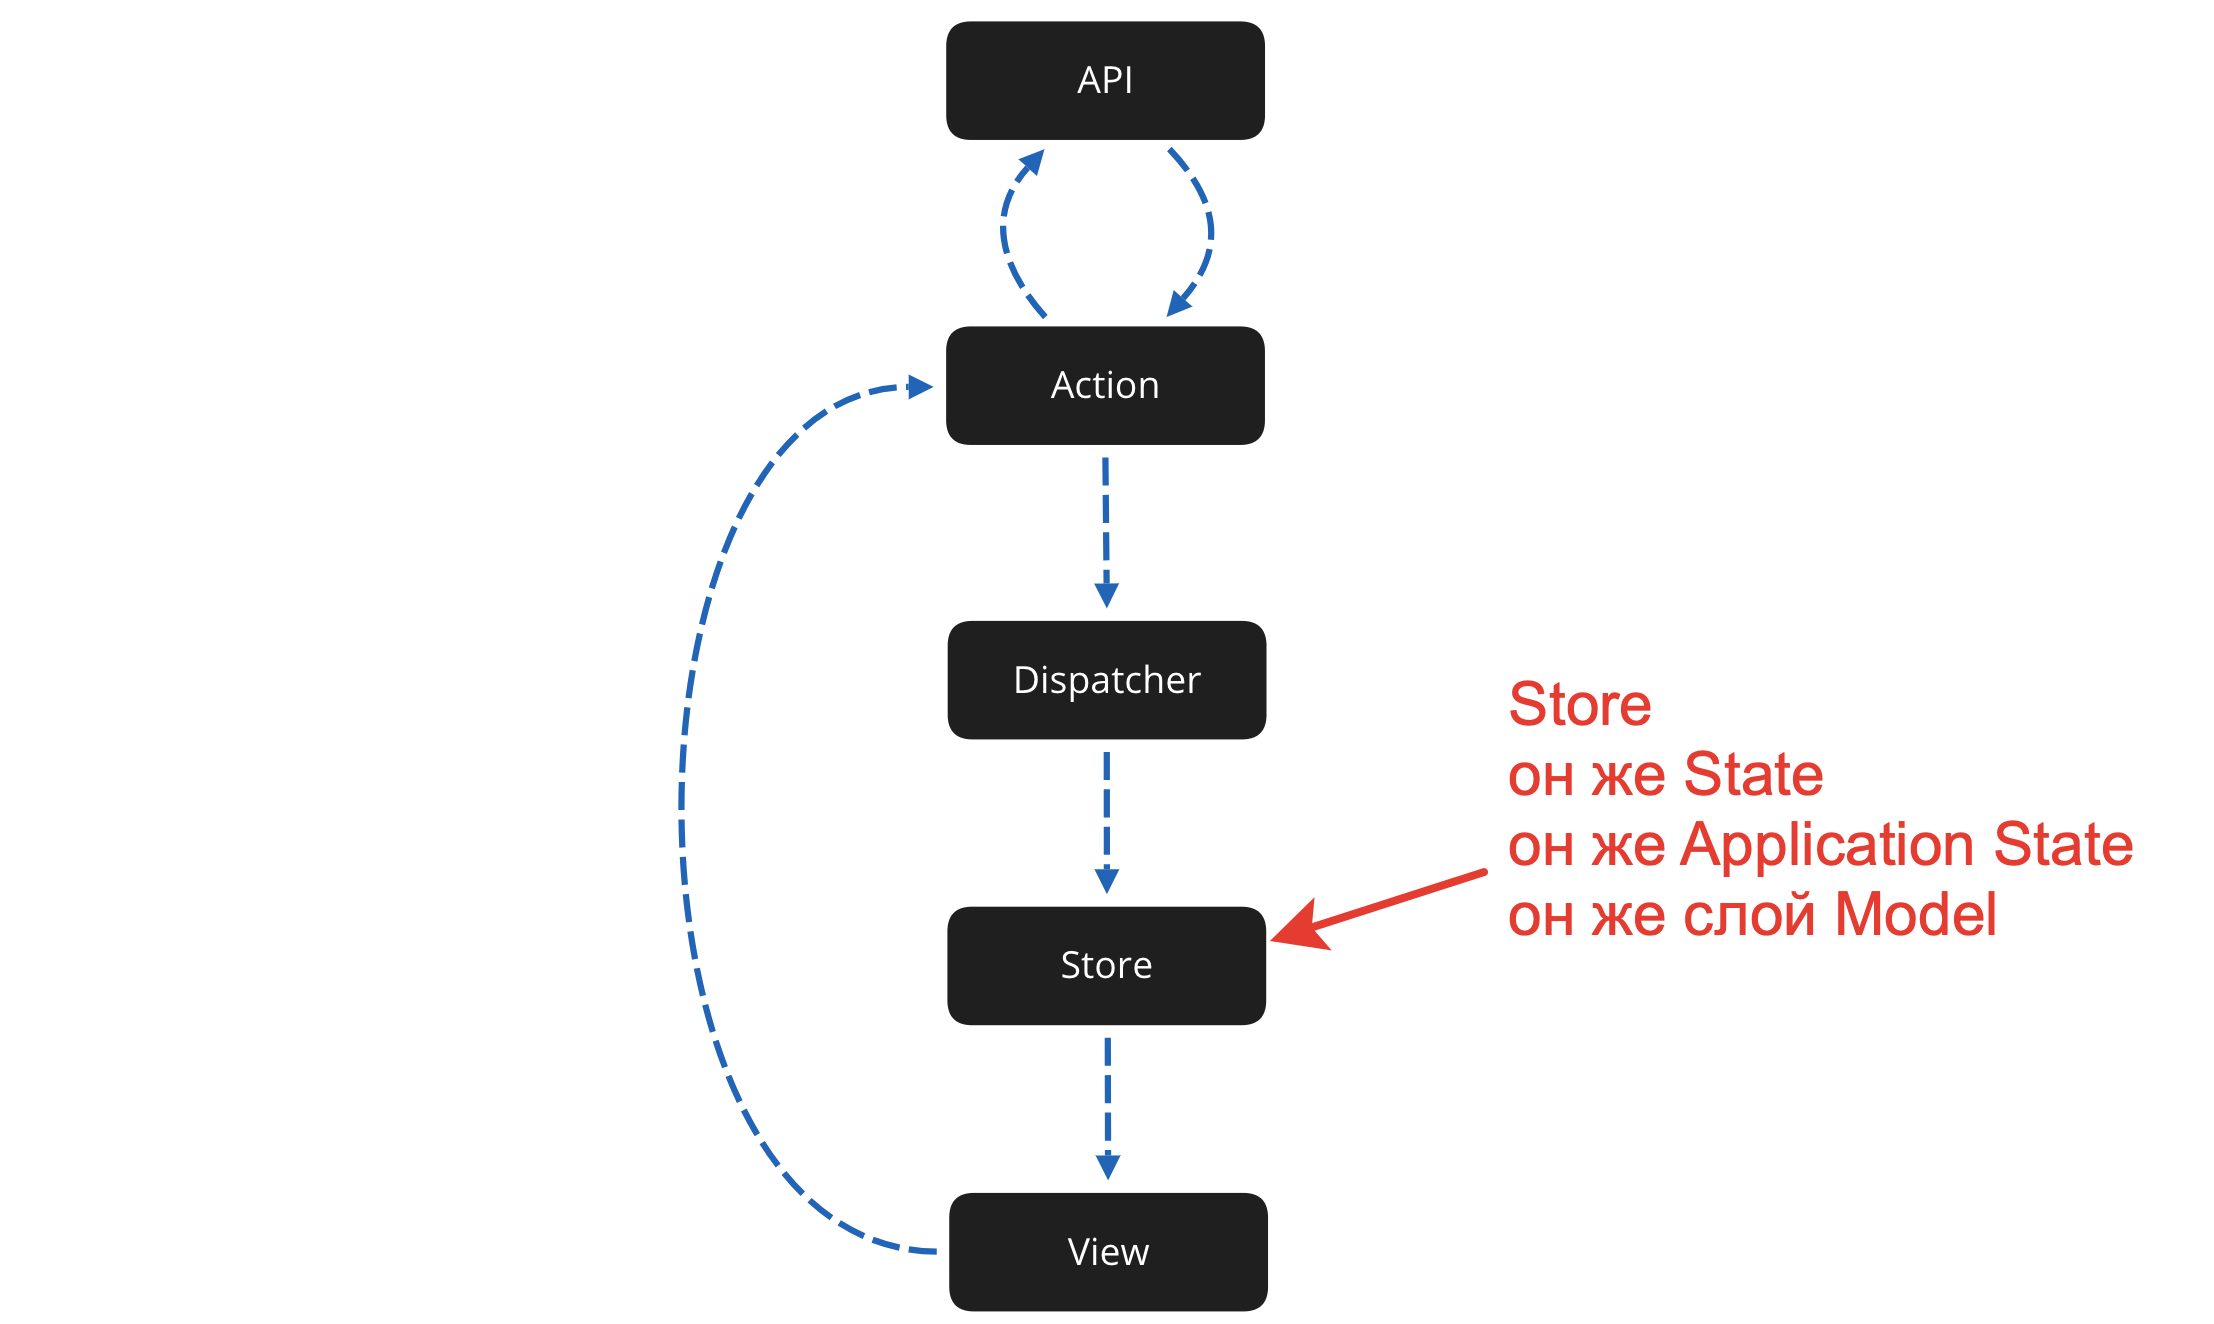 API
Action
Dispatcher
Store
он же State
он же Application State
он же слой Model
Store
View